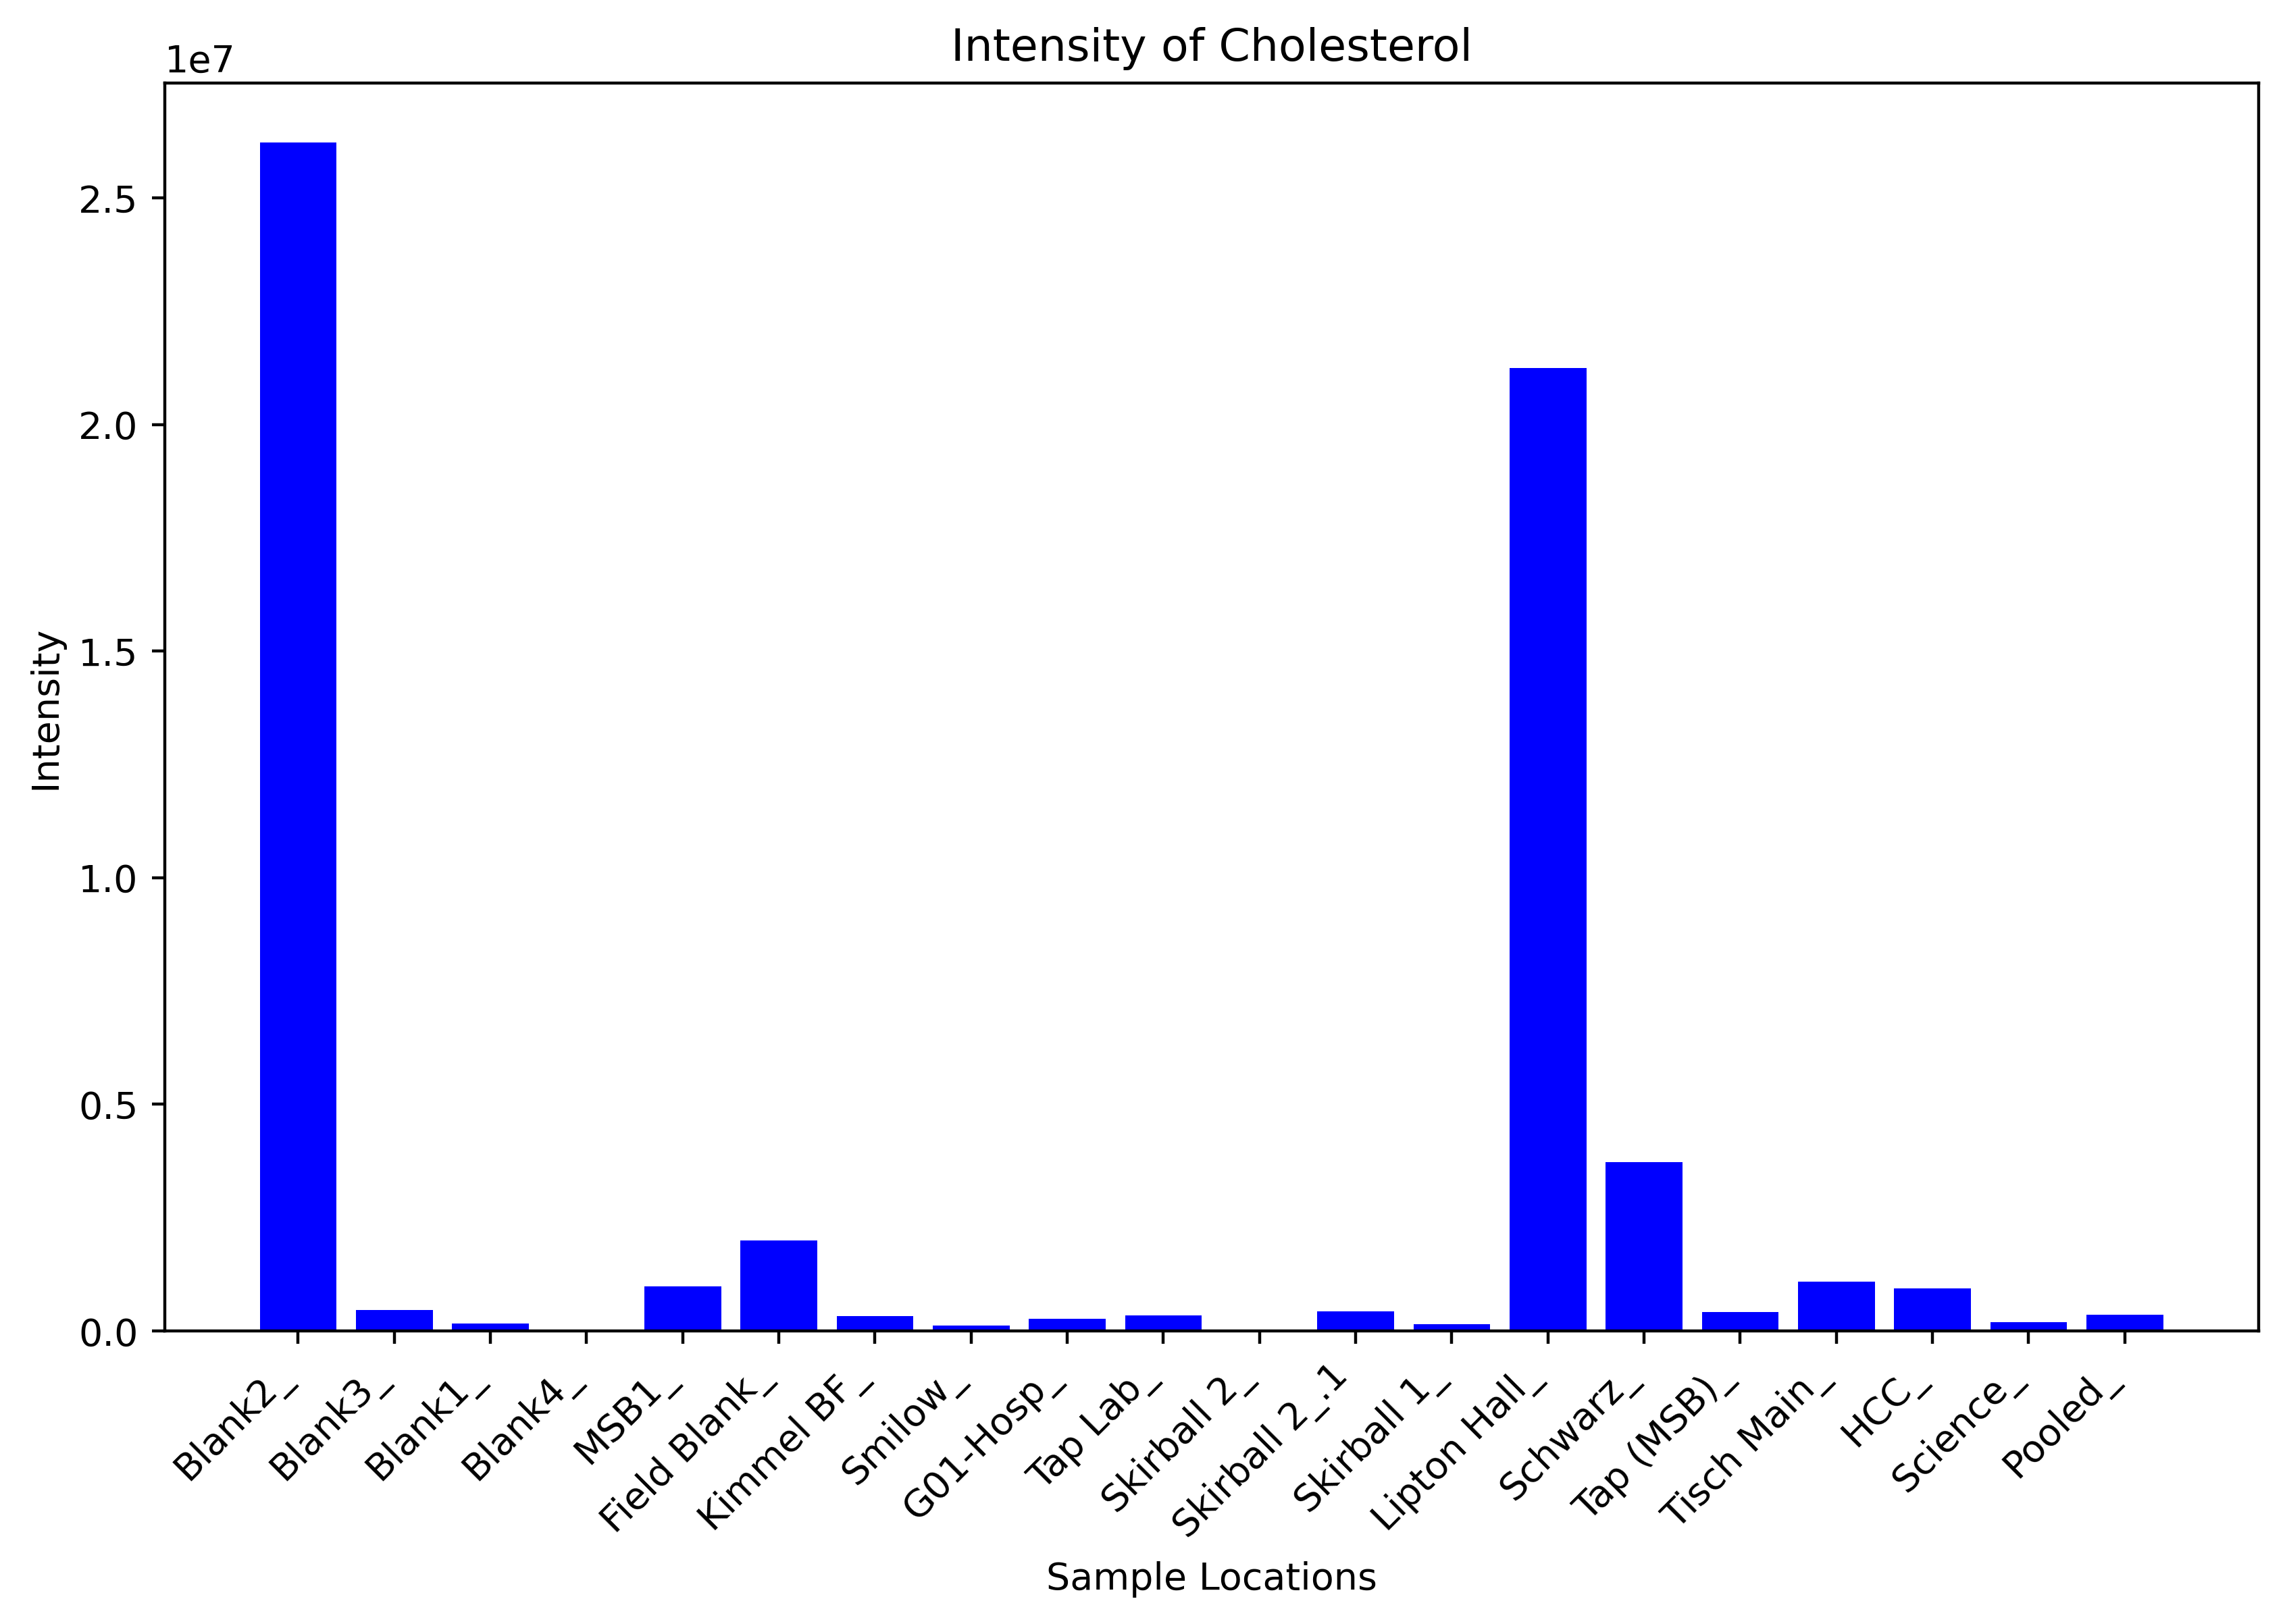 Intensity of Cholesterol
1e7
2.5
2.0
1.5
1.0
0.5
0.0
Intensity
Blank2_
Blank3_
Blank1_
Blank4_
MSB1_
Field Blank_
Kimmel BF_
Smilow_
G01-Hosp_
Tap Lab_
Skirball 2_
Skirball 2_.1
Skirball 1_
Lipton Hall_
Schwarz_
Tap (MSB)_
Tisch Main_
HCC_
Science_
Pooled_
Sample Locations